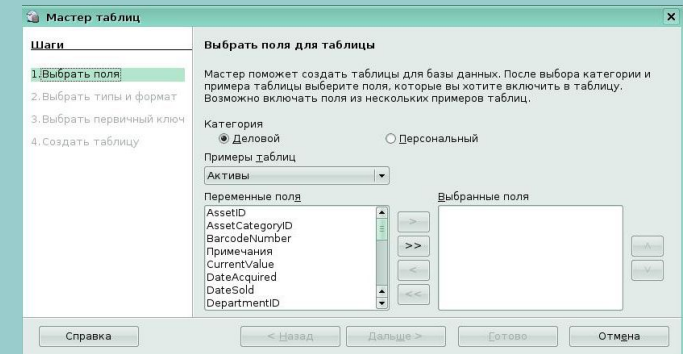 Мастер таблиц
Шаги
1.Выбрать поля
2.Выбрать типы и формат
3.Выбрать первичный ключ
4.Создать таблицу
Выбрать поля для таблицы
Мастер поможет создать таблицы для базы данных. После выбора категории и
примера таблицы выберите поля, которые вы хотите включить в таблицу.
Возможно включать поля из нескольких примеров таблиц.
Категория
Деловой
Персональный
Примеры таблиц
Активы
Переменные поля
Выбранные поля
AssetID
AssetCategoryID
BarcodeNumber
Примечания
CurrentValue
DateAcquired
DateSold
DepartmentID
>
>>
<
<<
Справка
< Назад
Дальше >
Готово
Отмена